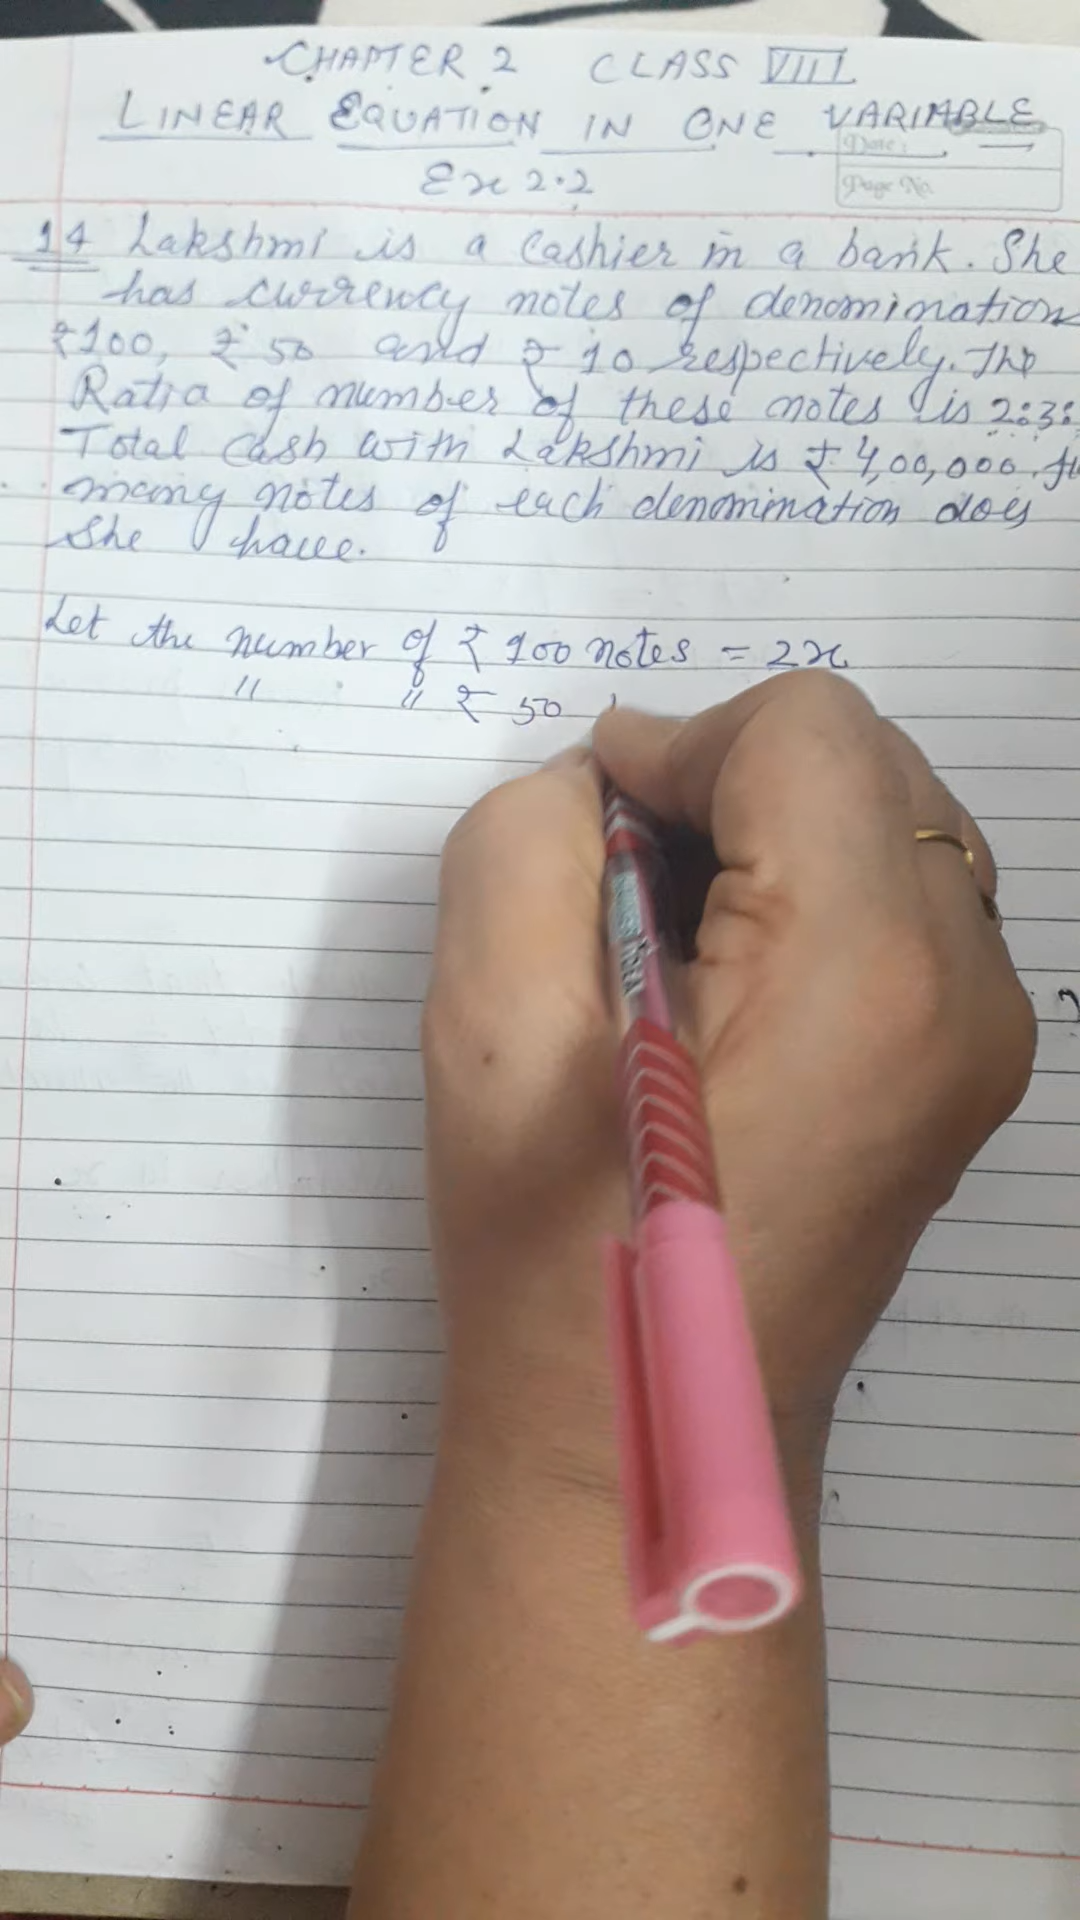 CHAPTER 2 CLASS VIII
LINEAR EQUATION IN ONE VARIABLE
Date:
Page No.
Ex 2.2
14 Lakshmi is a Cashier in a bank. She
has currency notes of denomination
₹100, ₹ 50 and ₹ 10 respectively. The
Ratio of number of these notes is 2:3:
Total Cash with Lakshmi is ₹ 4,00,000.
many notes of each denomination does
She have.
Let the number of ₹ 100 notes = 2x
" " ₹ 50